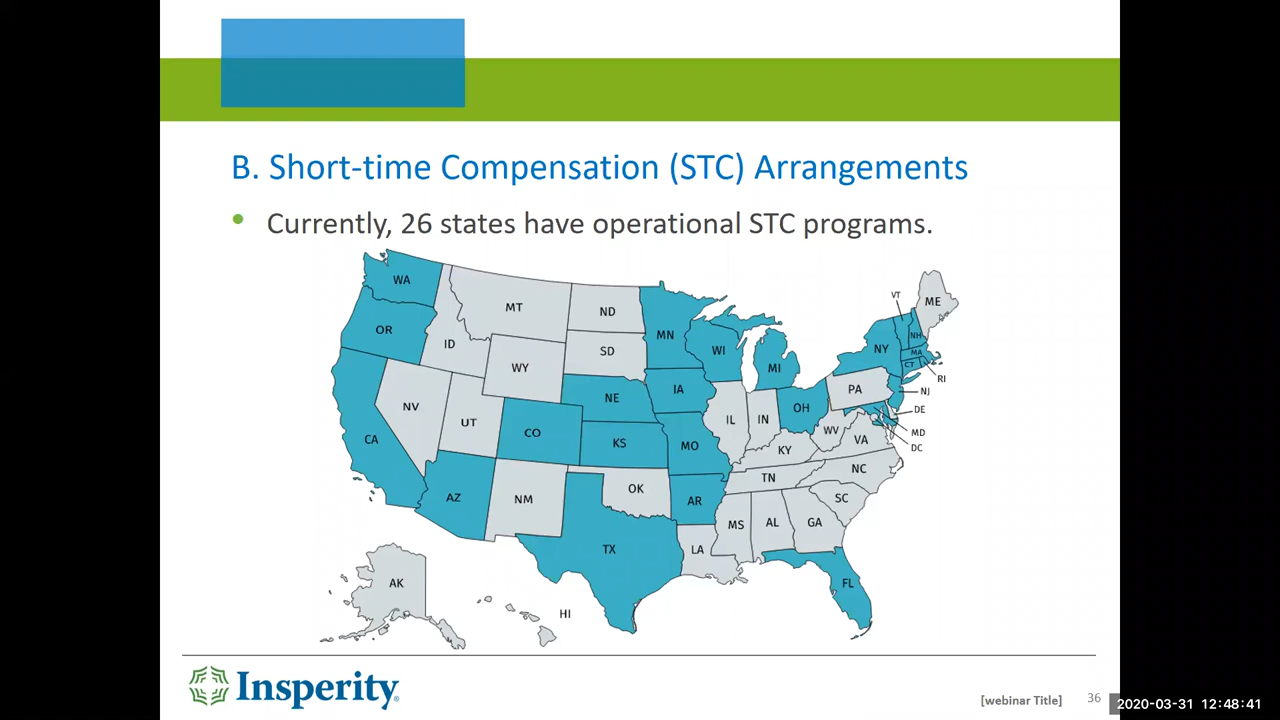 B. Short-time Compensation (STC) Arrangements
• Currently, 26 states have operational STC programs.
WA
MT
ND
MN
VT
ME
OR
ID
SD
WI
NY
NH
MA
CT
RI
WY
MI
NV
UT
NE
IA
PA
NJ
CO
IL
IN
OH
DE
CA
KS
MO
WV
VA
MD
DC
KY
AZ
NM
OK
AR
TN
NC
SC
TX
LA
MS
AL
GA
AK
HI
FL
Insperity
[webinar Title]
36
2020-03-31 12:48:41